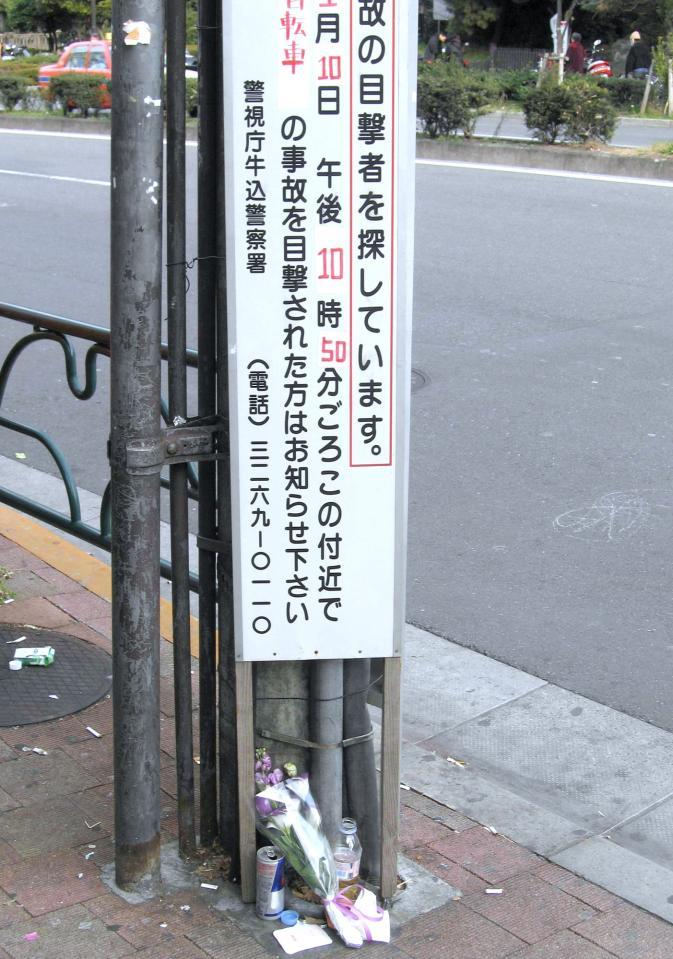 故の目撃者を探しています。
月10日 午後10時50分ごろこの付近で
転車の事故を目撃された方はお知らせ下さい
警視庁牛込警察署 (電話)三二六九ー〇一一〇